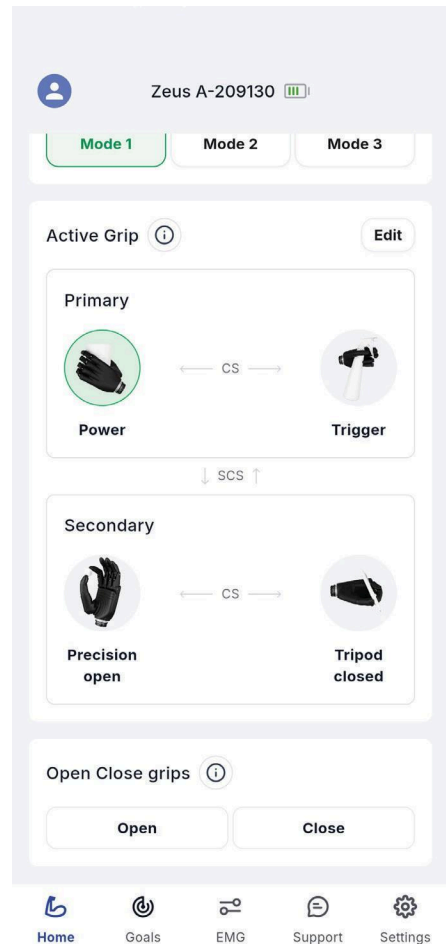 Zeus A-209130
Mode 1 Mode 2 Mode 3
Active Grip Edit
Primary
CS
Power Trigger
SCS
Secondary
CS
Precision open Tripod closed
Open Close grips
Open Close
Home Goals EMG Support Settings